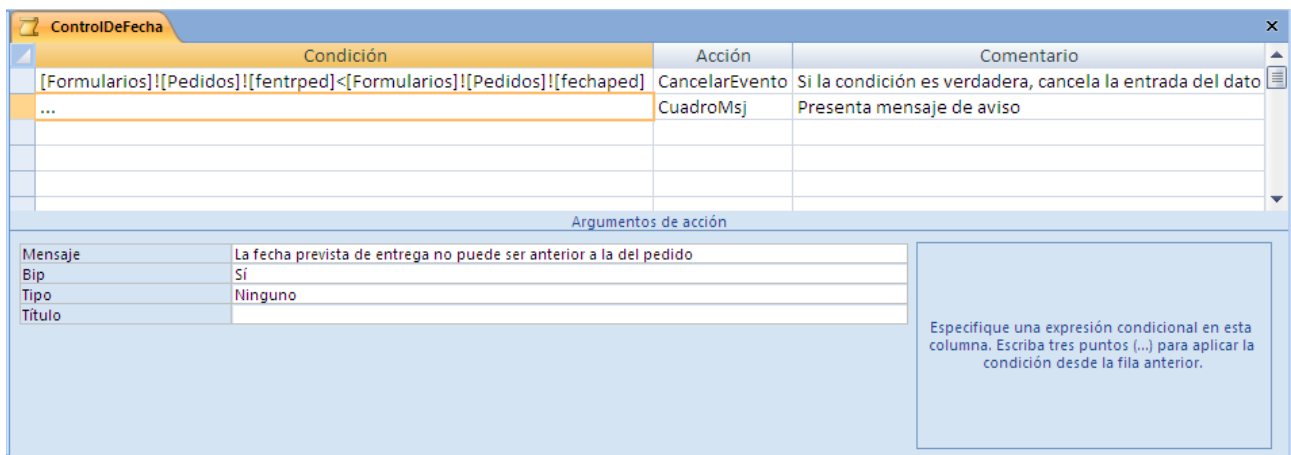 ControlDeFecha x
Condición Acción Comentario
[Formularios]![Pedidos]![fentrped]<[Formularios]![Pedidos]![fechaped] CancelarEvento Si la condición es verdadera, cancela la entrada del dato
... CuadroMsj Presenta mensaje de aviso
Argumentos de acción
Mensaje La fecha prevista de entrega no puede ser anterior a la del pedido
Bip Sí
Tipo Ninguno
Título
Especifique una expresión condicional en esta
columna. Escriba tres puntos (...) para aplicar la
condición desde la fila anterior.